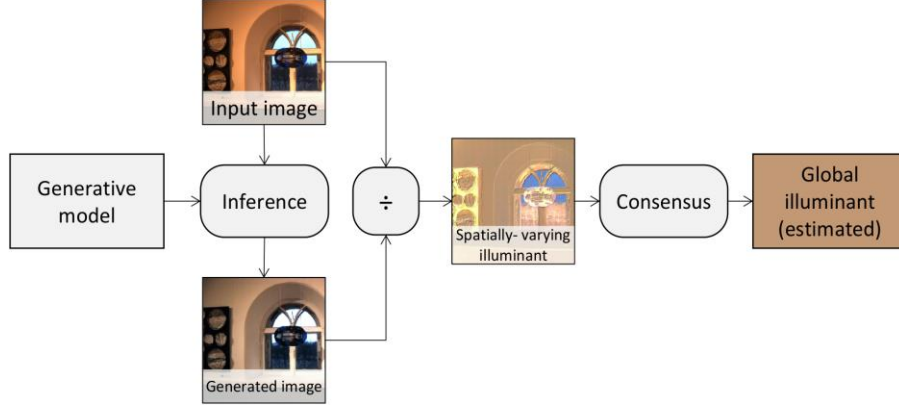 Input image
Generative
model
Inference
÷
Spatially- varying
illuminant
Consensus
Global
illuminant
(estimated)
Generated image